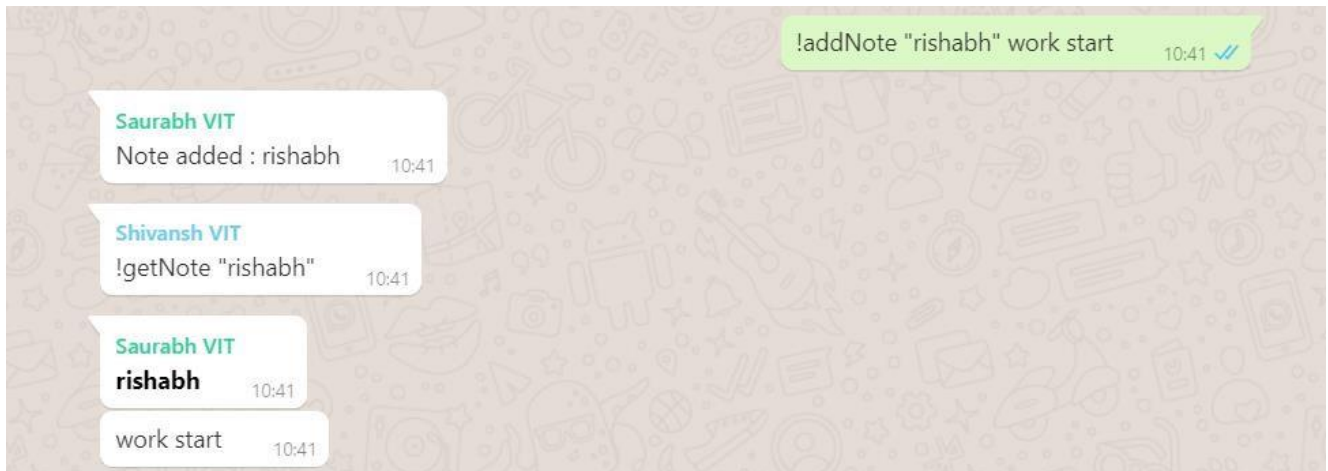 !addNote "rishabh" work start
10:41
Saurabh VIT
Note added : rishabh
10:41
Shivansh VIT
!getNote "rishabh"
10:41
Saurabh VIT
rishabh
10:41
work start
10:41